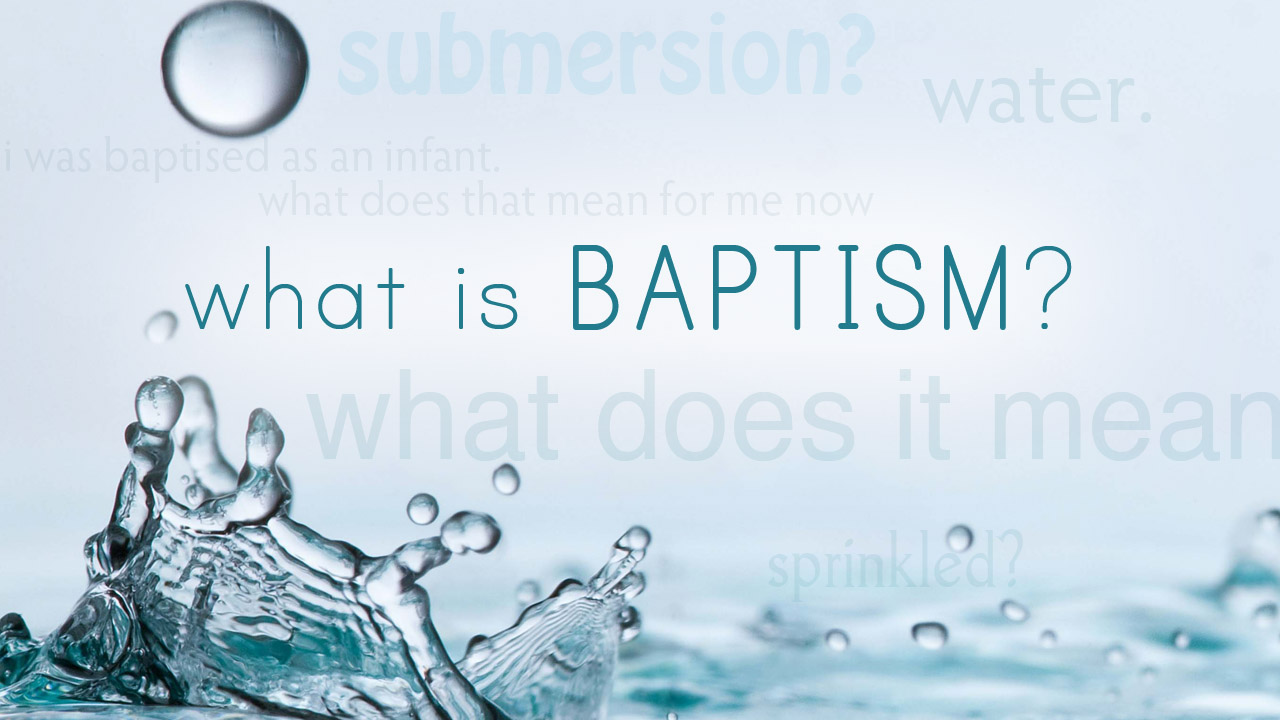 submersion?
water.
i was baptised as an infant.
what does that mean for me now
what is BAPTISM?
what does it mean
sprinkled?